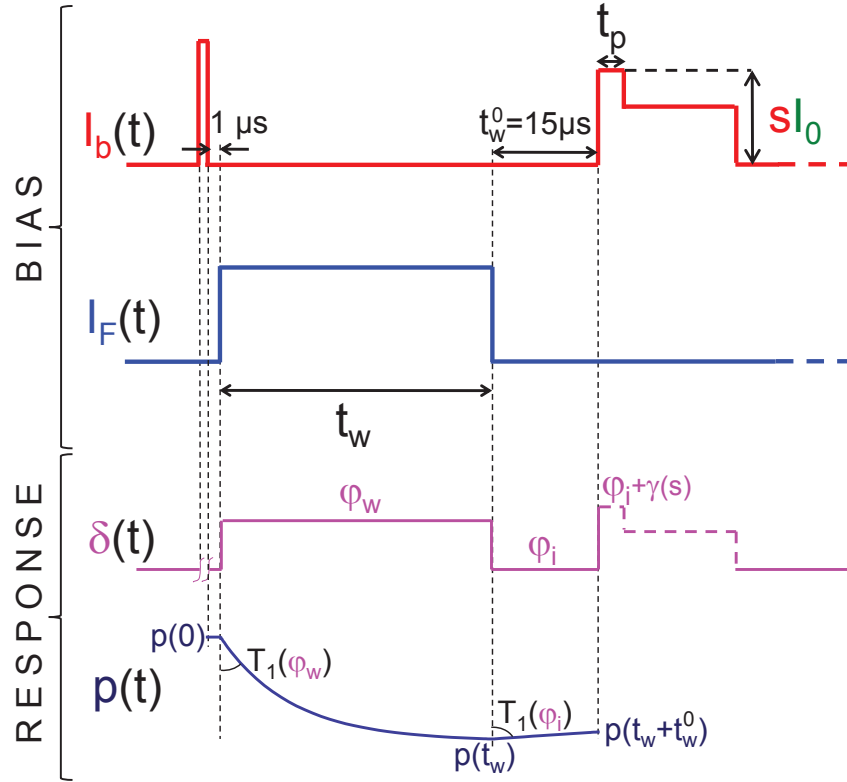 t_p
I_b(t)
1 μs
t_w^0=15μs
sI_0
BIAS
I_F(t)
t_w
φ_w
φ_i+γ(s)
δ(t)
φ_i
RESPONSE
p(0)
T_1(φ_w)
p(t)
T_1(φ_i)
p(t_w+t_w^0)
p(t_w)